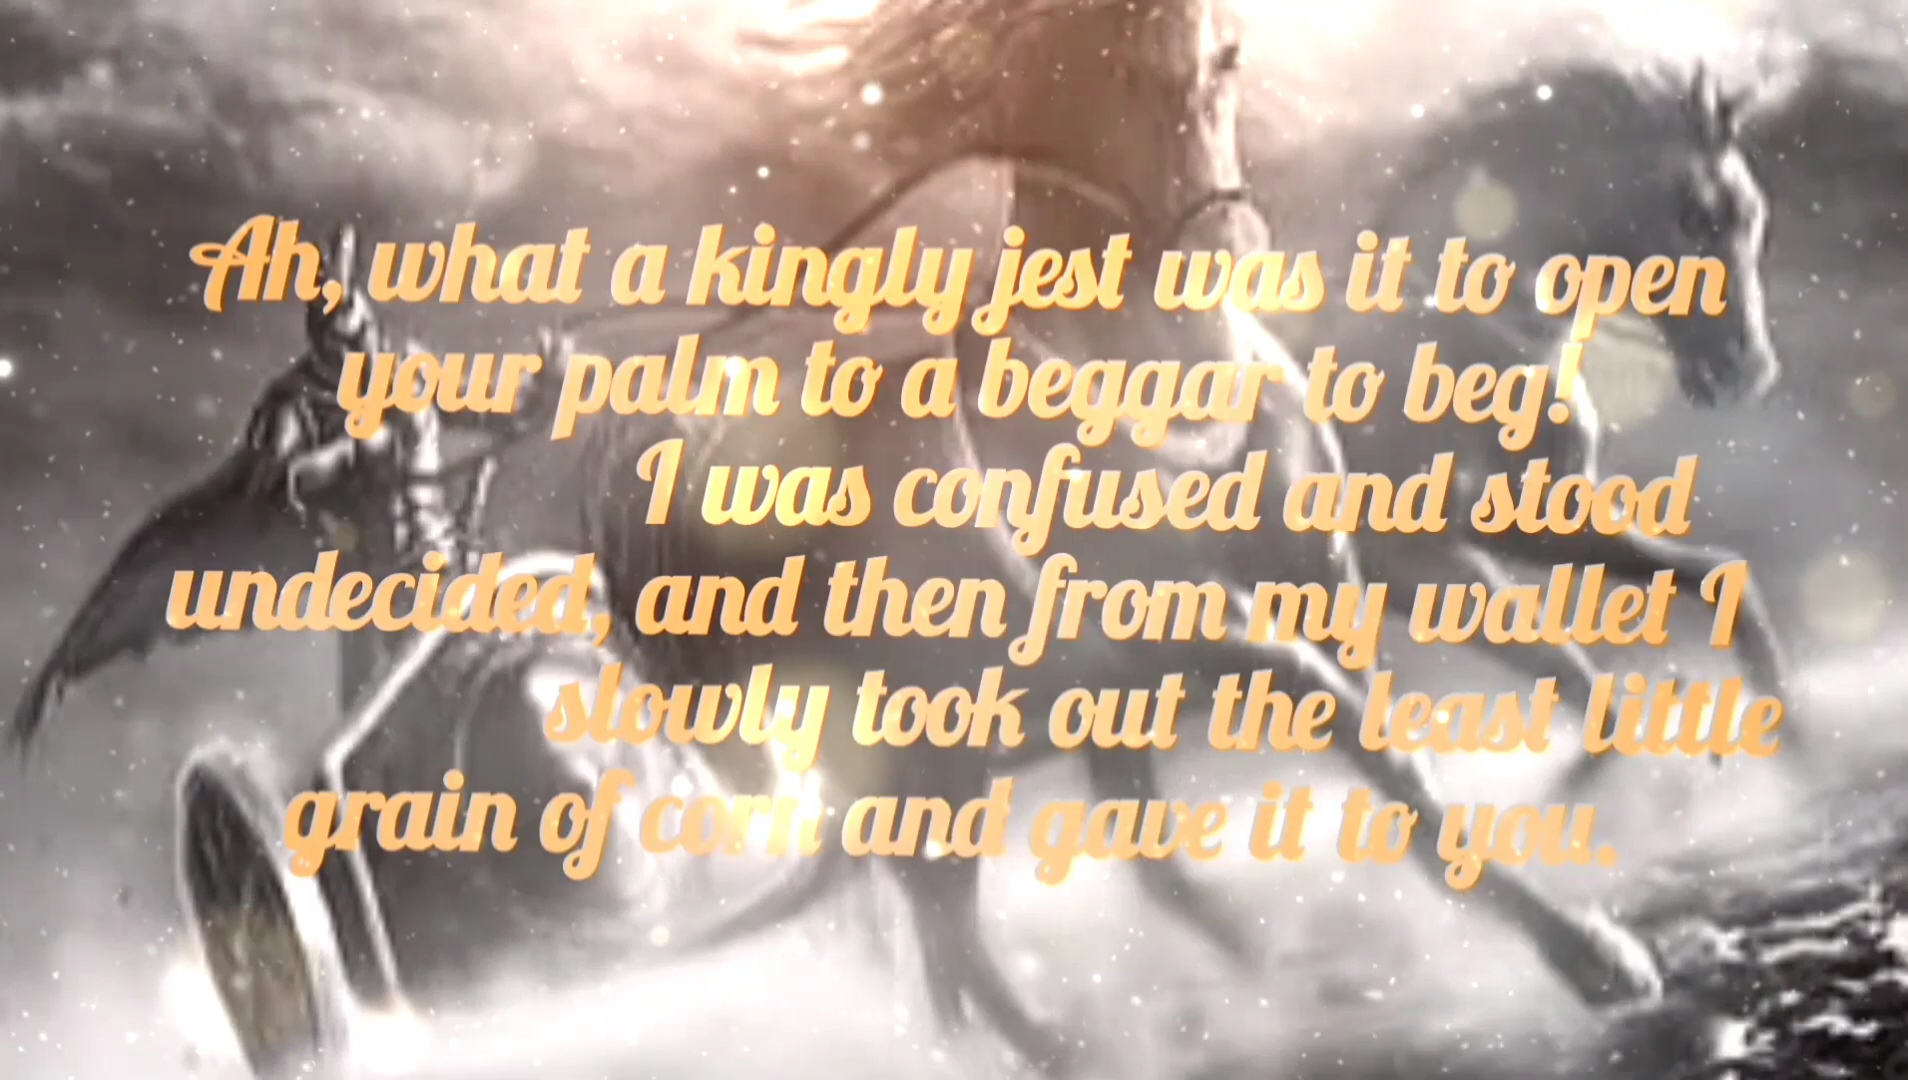 Ah, what a kingly jest was it to open
your palm to a beggar to beg!
I was confused and stood
undecided, and then from my wallet I
slowly took out the least little
grain of corn and gave it to you.